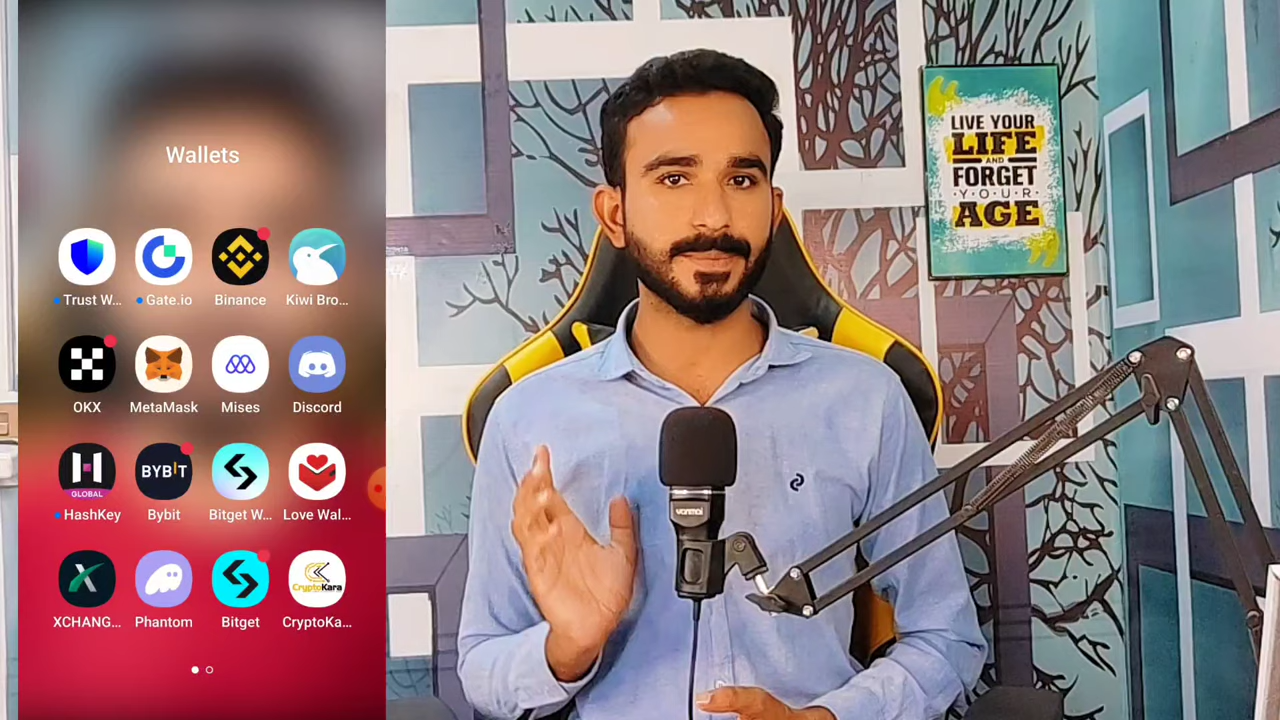 Wallets
Trust W...
Gate.io
Binance
Kiwi Bro...
OKX
MetaMask
Mises
Discord
GLOBAL
BYBIT
HashKey
Bybit
Bitget W...
Love Wal...
CryptoKara
XCHANG...
Phantom
Bitget
CryptoKa...
LIVE YOUR
LIFE
AND
FORGET
YOUR
AGE
vanmai